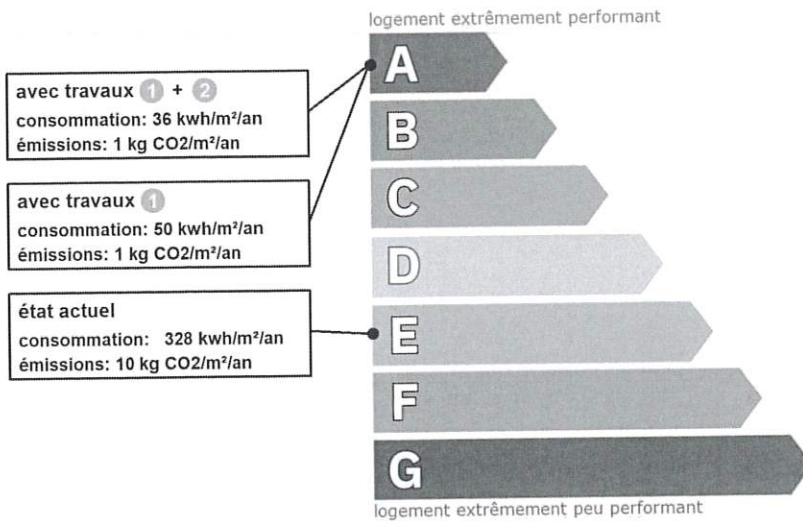 logement extrêmement performant
A
avec travaux 1 + 2
consommation: 36 kwh/m²/an
émissions: 1 kg CO2/m²/an
B
avec travaux 1
consommation: 50 kwh/m²/an
émissions: 1 kg CO2/m²/an
C
D
état actuel
consommation: 328 kwh/m²/an
émissions: 10 kg CO2/m²/an
E
F
G
logement extrêmement peu performant